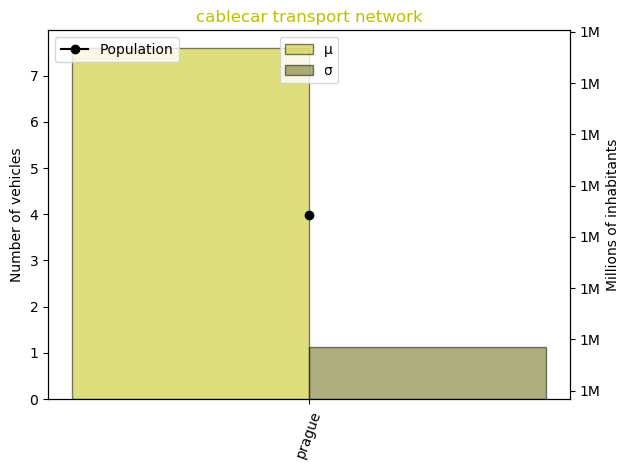 cablecar transport network
Population
μ
σ
Number of vehicles
7
6
5
4
3
2
1
0
1M
1M
1M
1M
1M
1M
1M
1M
Millions of inhabitants
prague